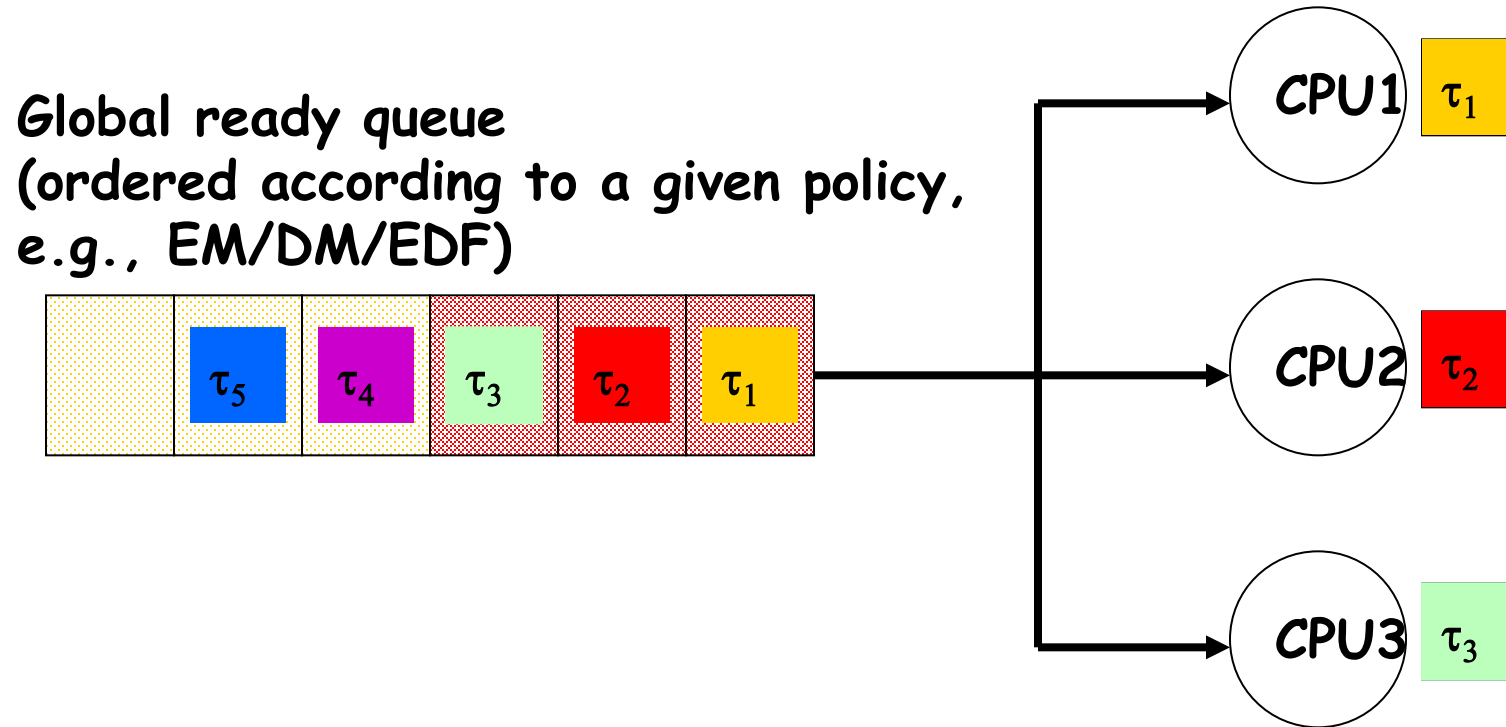 Global ready queue
(ordered according to a given policy,
e.g., EM/DM/EDF)
τ5 τ4 τ3 τ2 τ1
CPU1 τ1
CPU2 τ2
CPU3 τ3